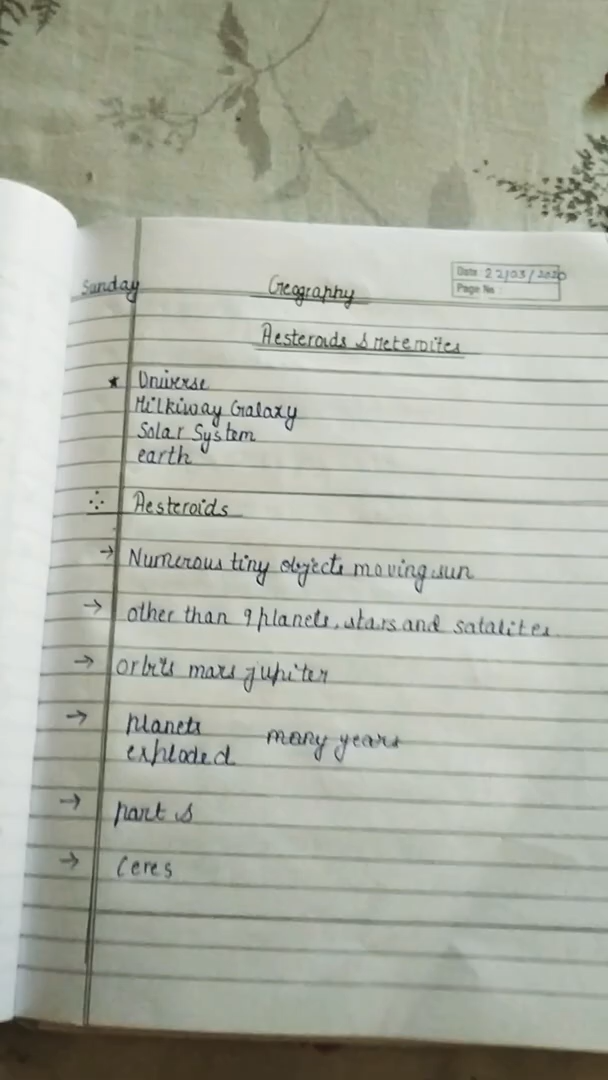 Sunday
Geography
Date 22/03/2020
Page No :
Aesteroids & meteroites
* Universe
Milkiway Galaxy
Solar System
earth
∴ Aesteroids
→ Numerous tiny objects moving sun
→ other than 9 planets, stars and satalites.
→ orbits mars jupiter
→ planets many years
exploded
→ part s
→ Ceres